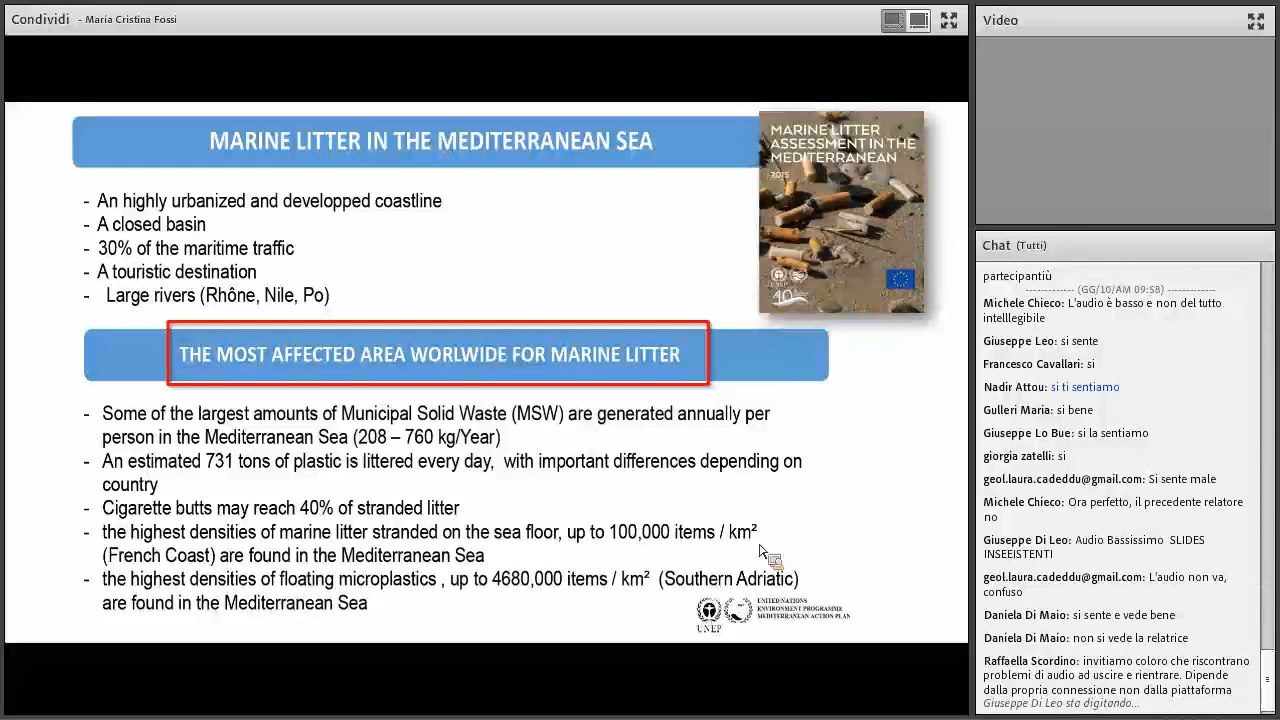 Condividi - Maria Cristina Fossi
MARINE LITTER IN THE MEDITERRANEAN SEA
- An highly urbanized and developped coastline
- A closed basin
- 30% of the maritime traffic
- A touristic destination
- Large rivers (Rhône, Nile, Po)
MARINE LITTER
ASSESSMENT IN THE
MEDITERRANEAN
2015
UNEP
40
THE MOST AFFECTED AREA WORLWIDE FOR MARINE LITTER
- Some of the largest amounts of Municipal Solid Waste (MSW) are generated annually per
person in the Mediterranean Sea (208 – 760 kg/Year)
- An estimated 731 tons of plastic is littered every day, with important differences depending on
country
- Cigarette butts may reach 40% of stranded litter
- the highest densities of marine litter stranded on the sea floor, up to 100,000 items / km²
(French Coast) are found in the Mediterranean Sea
- the highest densities of floating microplastics , up to 4680,000 items / km² (Southern Adriatic)
are found in the Mediterranean Sea
UNEP
UNITED NATIONS
ENVIRONMENT PROGRAMME
MEDITERRANEAN ACTION PLAN
Video
Chat (Tutti)
partecipantiù
------------- (GG/10/AM 09:58) -------------
Michele Chieco: L'audio è basso e non del tutto
intelllegibile
Giuseppe Leo: si sente
Francesco Cavallari: si
Nadir Attou: si ti sentiamo
Gulleri Maria: si bene
Giuseppe Lo Bue: si la sentiamo
giorgia zatelli: si
geol.laura.cadeddu@gmail.com: Si sente male
Michele Chieco: Ora perfetto, il precedente relatore
no
Giuseppe Di Leo: Audio Bassissimo SLIDES
INSEEISTENTI
geol.laura.cadeddu@gmail.com: L'audio non va,
confuso
Daniela Di Maio: si sente e vede bene
Daniela Di Maio: non si vede la relatrice
Raffaella Scordino: invitiamo coloro che riscontrano
problemi di audio ad uscire e rientrare. Dipende
dalla propria connessione non dalla piattaforma
Giuseppe Di Leo sta digitando...